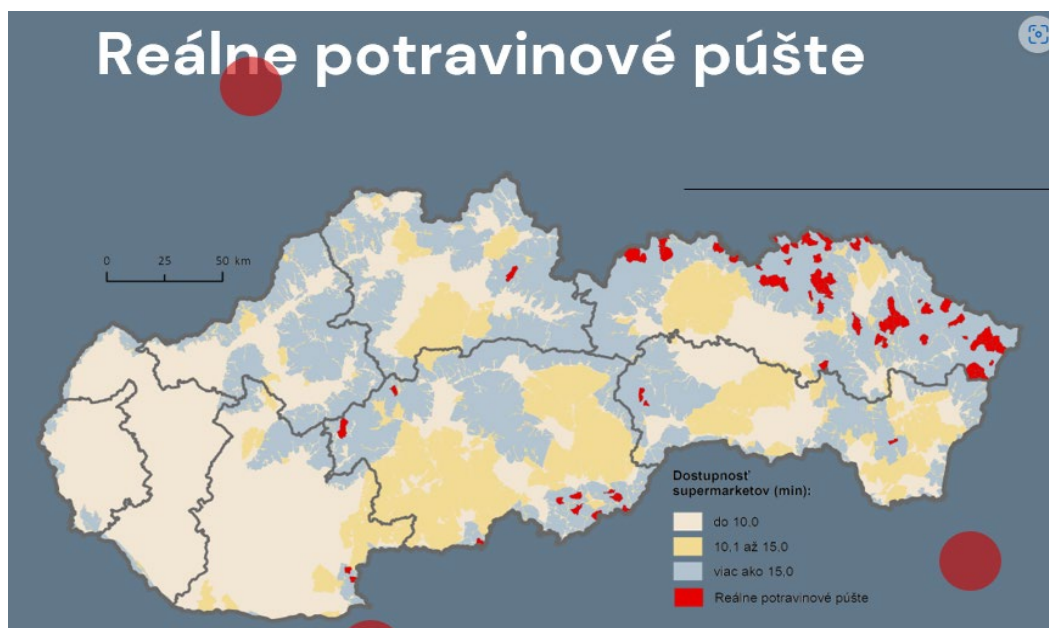 Reálne potravinové púšte
0 25 50 km
Dostupnosť
supermarketov (min):
do 10.0
10,1 až 15.0
viac ako 15,0
Reálne potravinové púšte